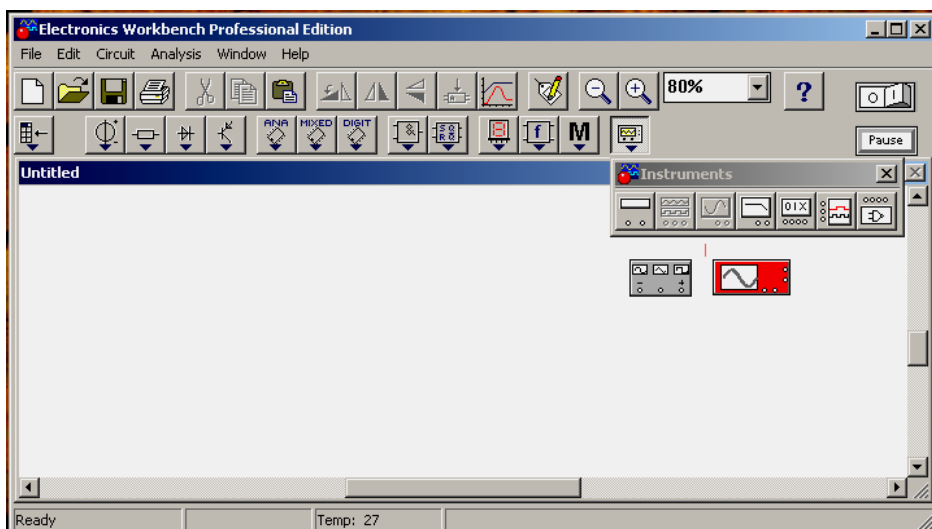 Electronics Workbench Professional Edition
File Edit Circuit Analysis Window Help
80%
?
ANA MIXED DIGIT
M
Pause
Untitled
Instruments
Ready
Temp: 27